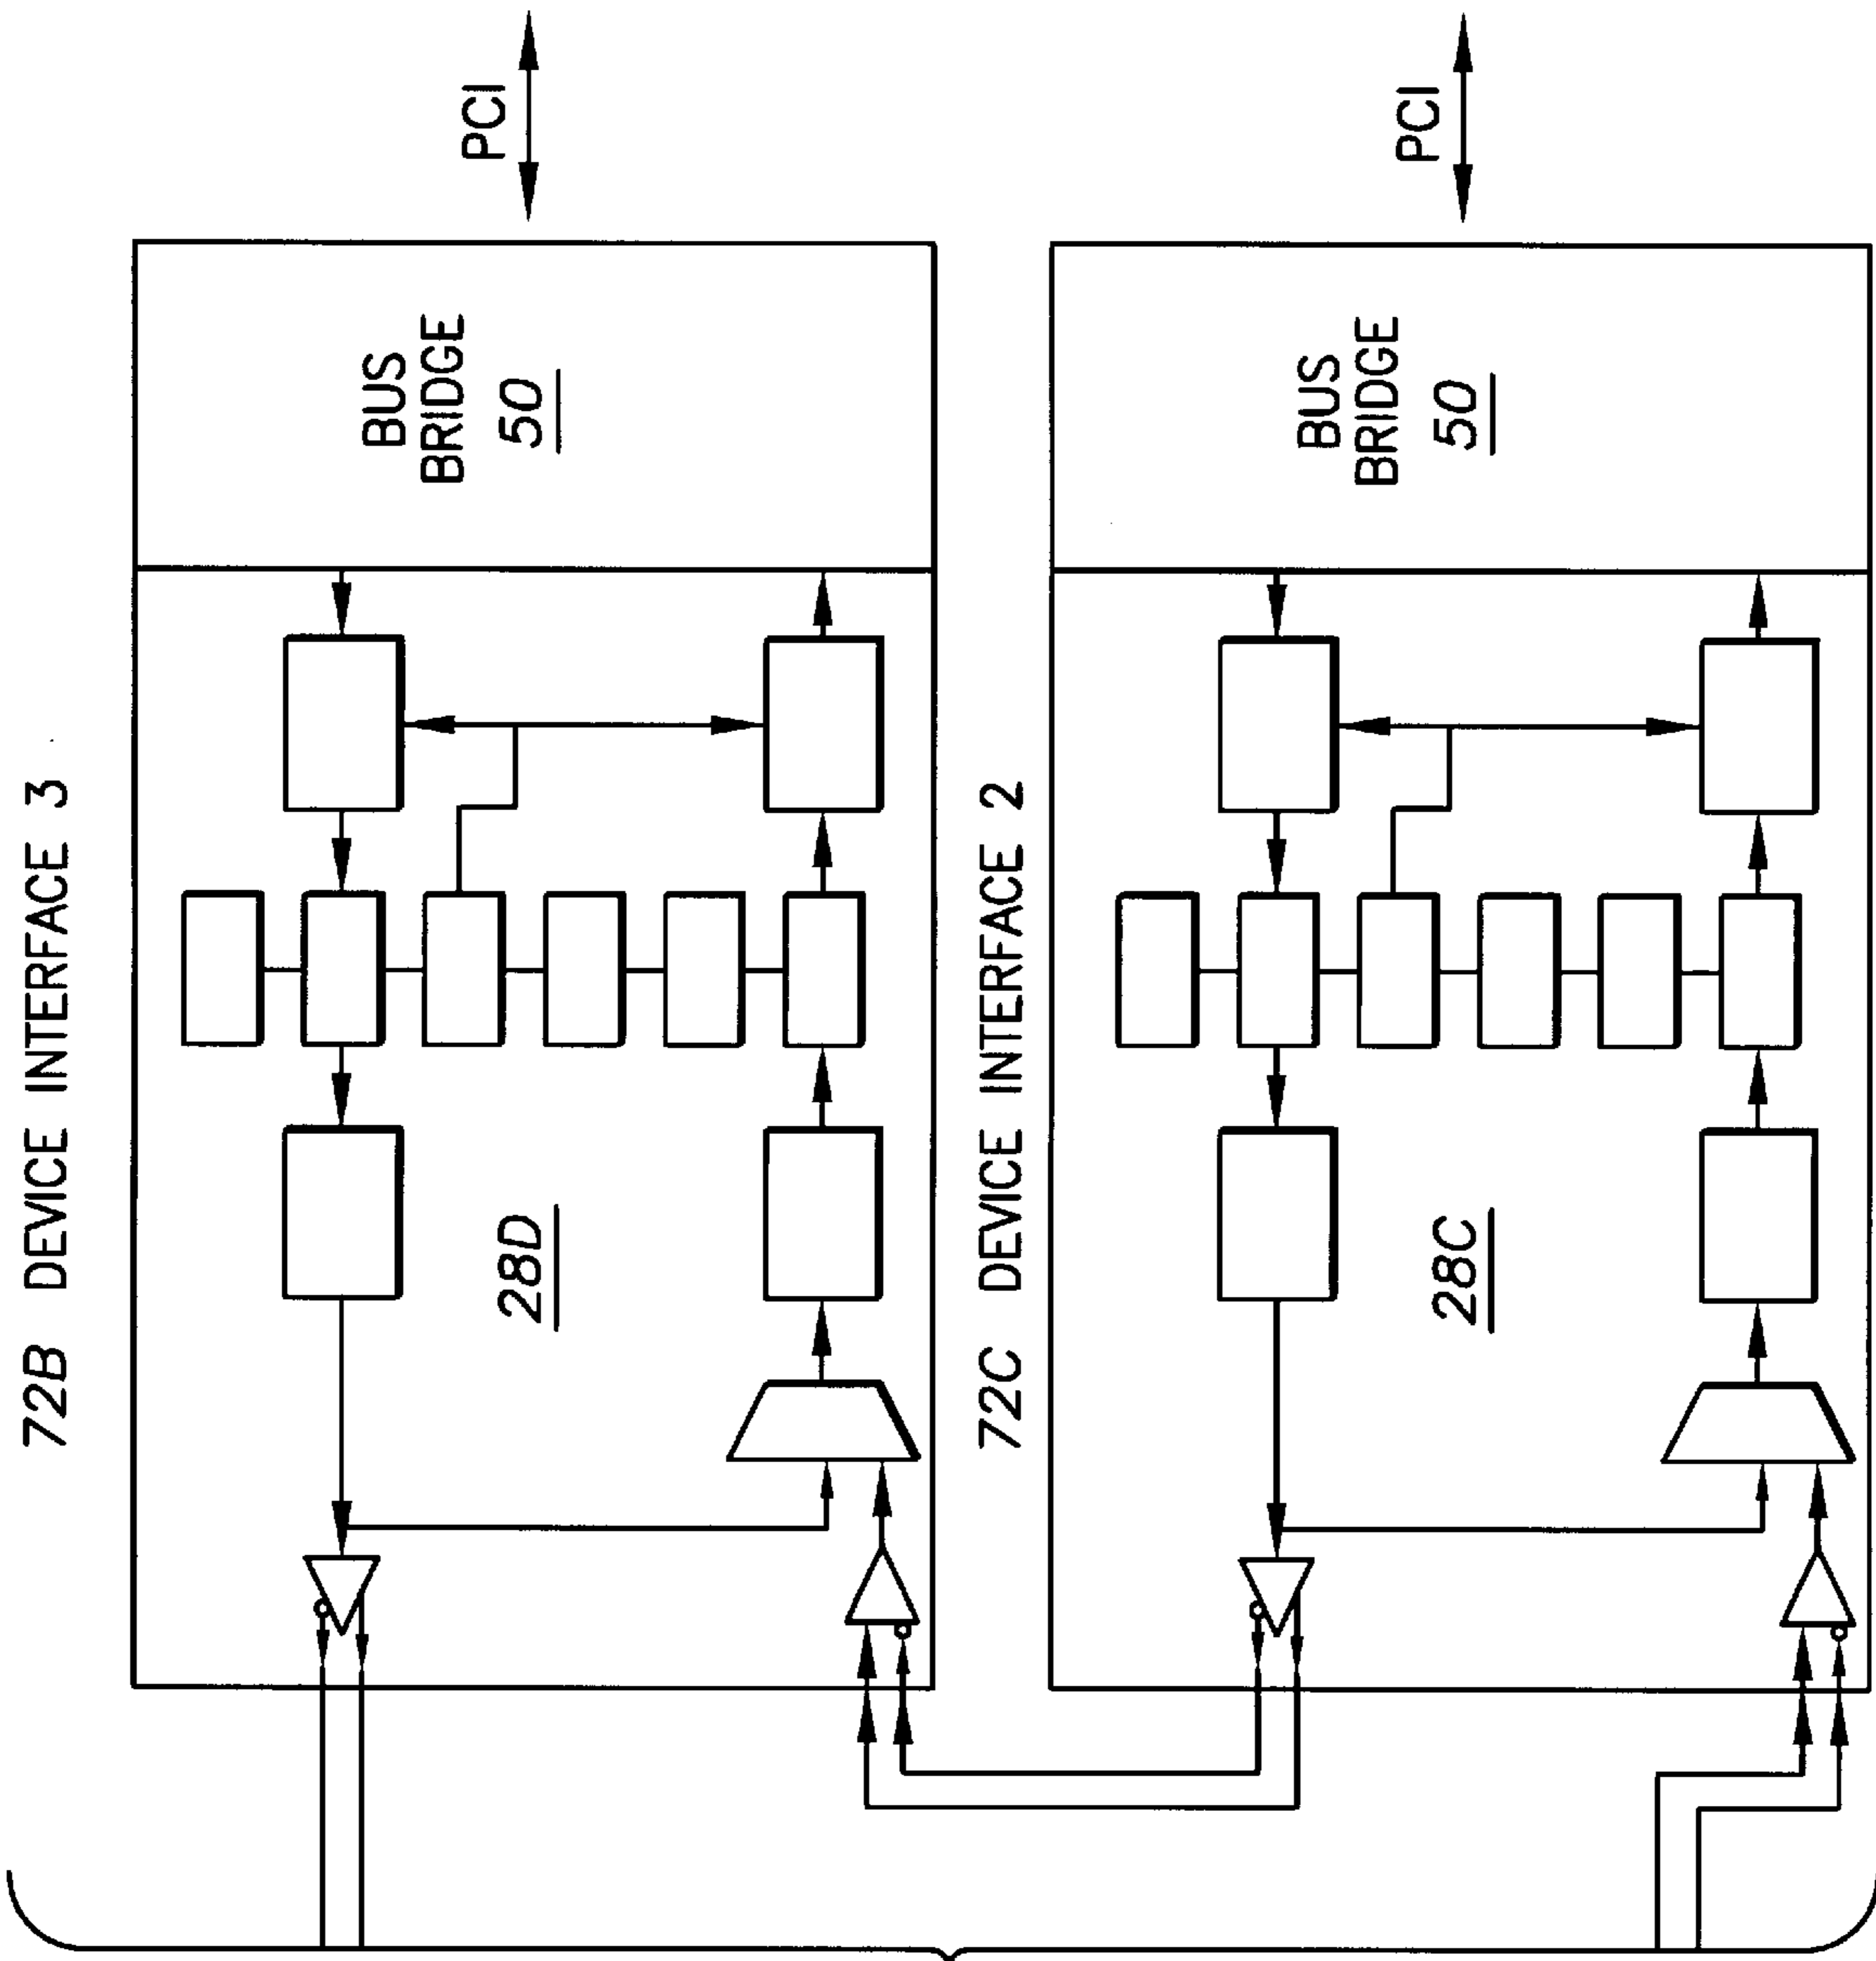 72B DEVICE INTERFACE 3
28D
BUS
BRIDGE
50
PCI
72C DEVICE INTERFACE 2
28C
BUS
BRIDGE
50
PCI